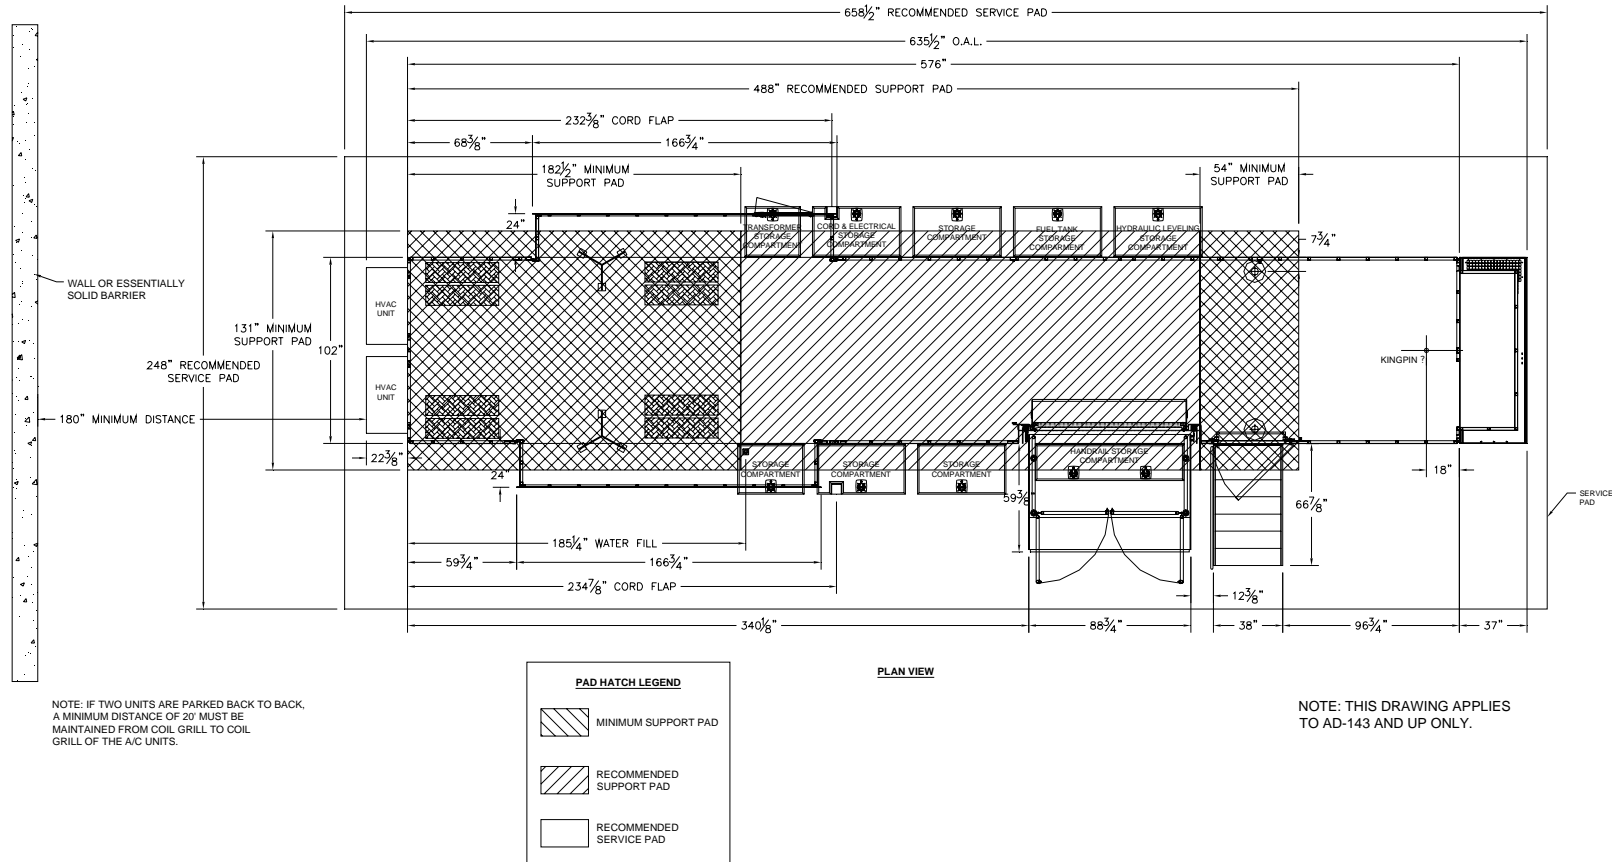 658½" RECOMMENDED SERVICE PAD
635½" O.A.L.
576"
488" RECOMMENDED SUPPORT PAD
232⅜" CORD FLAP
68⅜"
166¾"
182½" MINIMUM
SUPPORT PAD
54" MINIMUM
SUPPORT PAD
24"
TRANSFORMER
STORAGE
COMPARTMENT
CORD & ELECTRICAL
STORAGE
COMPARTMENT
STORAGE
COMPARTMENT
FUEL TANK
STORAGE
COMPARTMENT
HYDRAULIC LEVELING
STORAGE
COMPARTMENT
7¾"
WALL OR ESSENTIALLY
SOLID BARRIER
HVAC
UNIT
131" MINIMUM
SUPPORT PAD
102"
248" RECOMMENDED
SERVICE PAD
KINGPIN ?
HVAC
UNIT
180" MINIMUM DISTANCE
22⅜"
24"
STORAGE
COMPARTMENT
STORAGE
COMPARTMENT
STORAGE
COMPARTMENT
HANDRAIL STORAGE
COMPARTMENT
59⅜
66⅞"
18"
SERVICE
PAD
185¼" WATER FILL
59¾"
166¾"
234⅞" CORD FLAP
12⅜"
340⅛"
88¾"
38"
96¾"
37"
PLAN VIEW
PAD HATCH LEGEND
MINIMUM SUPPORT PAD
RECOMMENDED
SUPPORT PAD
RECOMMENDED
SERVICE PAD
NOTE: IF TWO UNITS ARE PARKED BACK TO BACK,
A MINIMUM DISTANCE OF 20' MUST BE
MAINTAINED FROM COIL GRILL TO COIL
GRILL OF THE A/C UNITS.
NOTE: THIS DRAWING APPLIES
TO AD-143 AND UP ONLY.